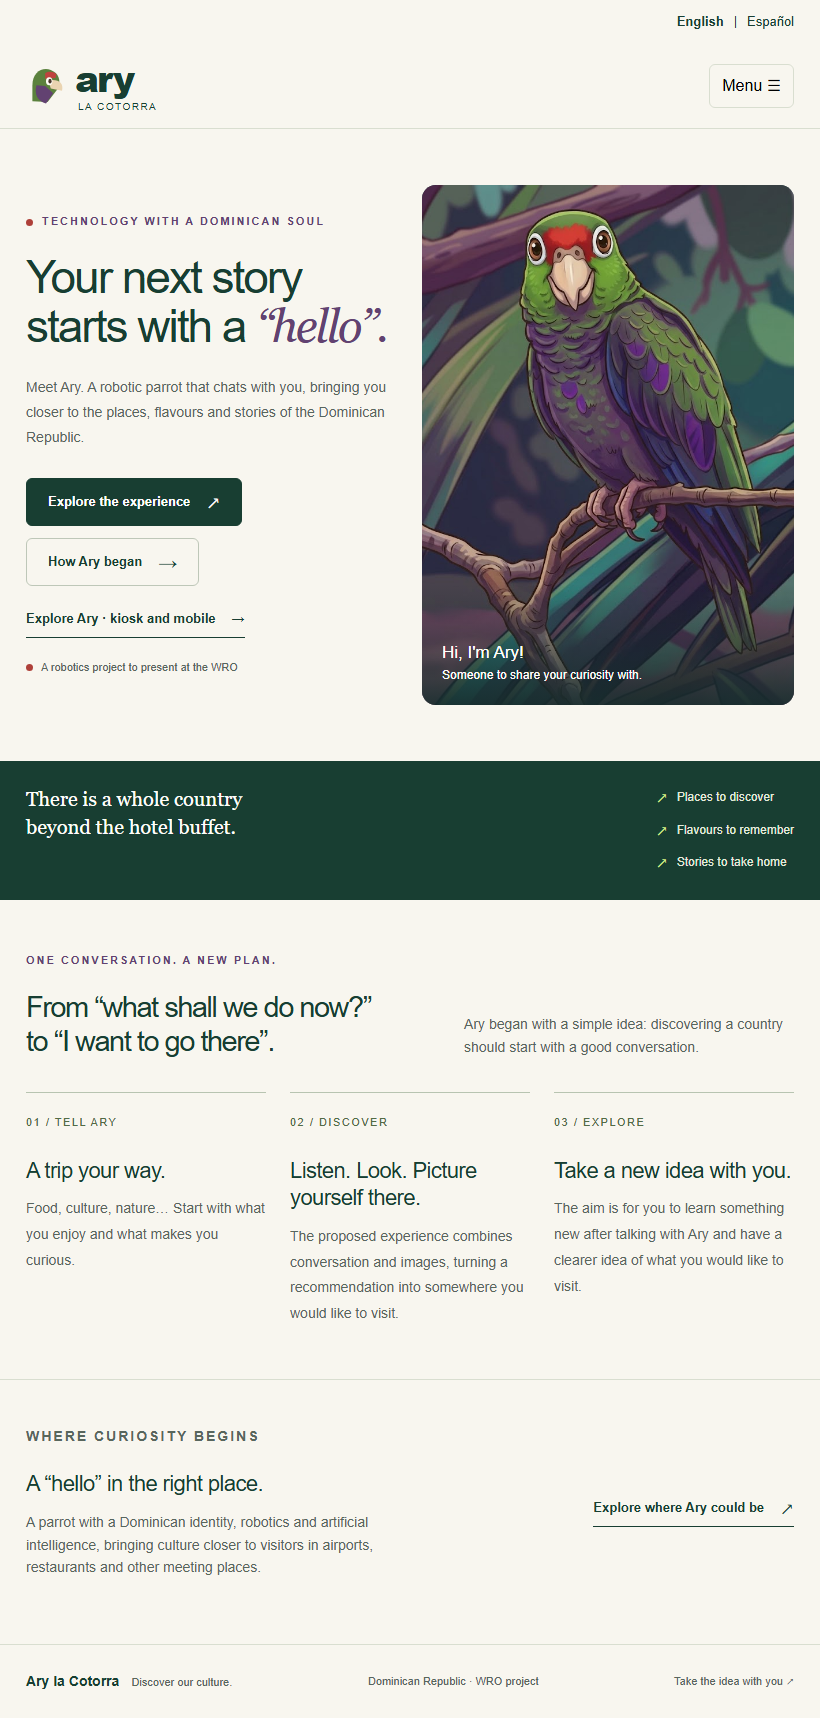 English | Español
ary
LA COTORRA
Menu ☰
TECHNOLOGY WITH A DOMINICAN SOUL
Your next story
starts with a “hello”.
Meet Ary. A robotic parrot that chats with you, bringing you
closer to the places, flavours and stories of the Dominican
Republic.
Explore the experience ↗
How Ary began →
Explore Ary · kiosk and mobile →
A robotics project to present at the WRO
Hi, I'm Ary!
Someone to share your curiosity with.
There is a whole country
beyond the hotel buffet.
↗ Places to discover
↗ Flavours to remember
↗ Stories to take home
ONE CONVERSATION. A NEW PLAN.
From “what shall we do now?”
to “I want to go there”.
Ary began with a simple idea: discovering a country
should start with a good conversation.
01 / TELL ARY
A trip your way.
Food, culture, nature… Start with what
you enjoy and what makes you
curious.
02 / DISCOVER
Listen. Look. Picture
yourself there.
The proposed experience combines
conversation and images, turning a
recommendation into somewhere you
would like to visit.
03 / EXPLORE
Take a new idea with you.
The aim is for you to learn something
new after talking with Ary and have a
clearer idea of what you would like to
visit.
WHERE CURIOSITY BEGINS
A “hello” in the right place.
A parrot with a Dominican identity, robotics and artificial
intelligence, bringing culture closer to visitors in airports,
restaurants and other meeting places.
Explore where Ary could be ↗
Ary la Cotorra Discover our culture.
Dominican Republic · WRO project
Take the idea with you ↗